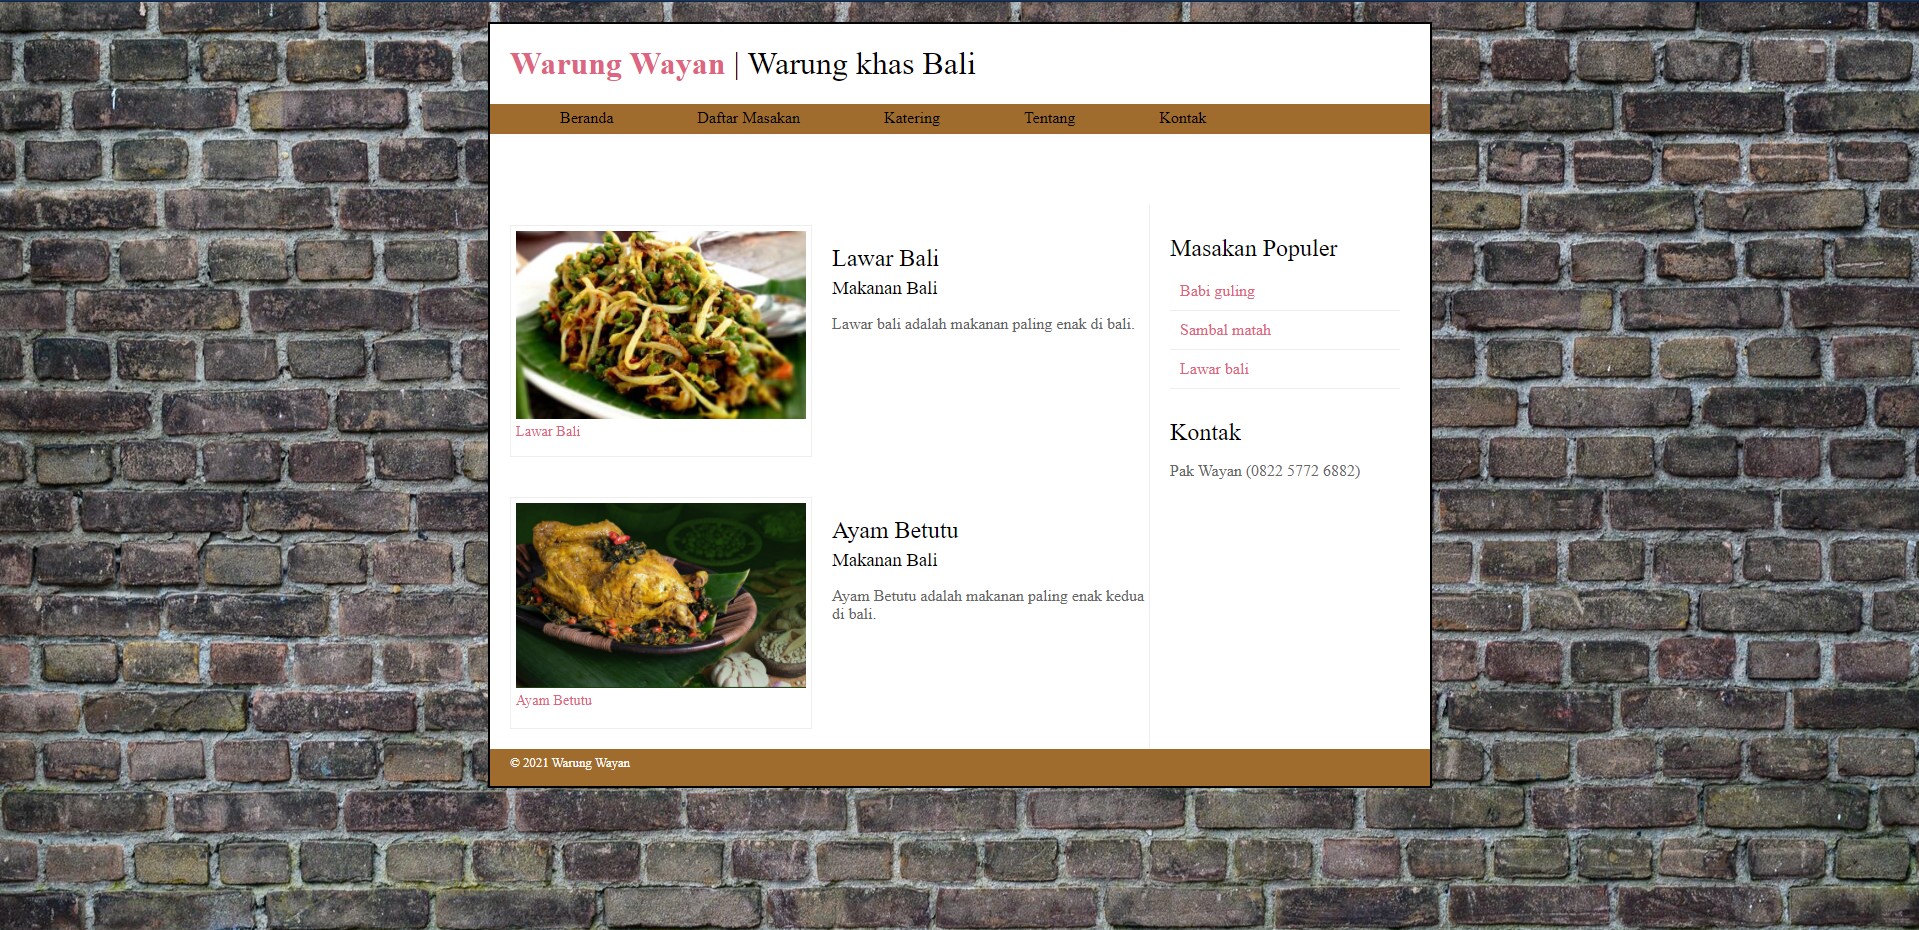 Warung Wayan | Warung khas Bali
Beranda Daftar Masakan Katering Tentang Kontak
Lawar Bali
Lawar Bali
Makanan Bali
Lawar bali adalah makanan paling enak di bali.
Ayam Betutu
Ayam Betutu
Makanan Bali
Ayam Betutu adalah makanan paling enak kedua
di bali.
Masakan Populer
Babi guling
Sambal matah
Lawar bali
Kontak
Pak Wayan (0822 5772 6882)
© 2021 Warung Wayan